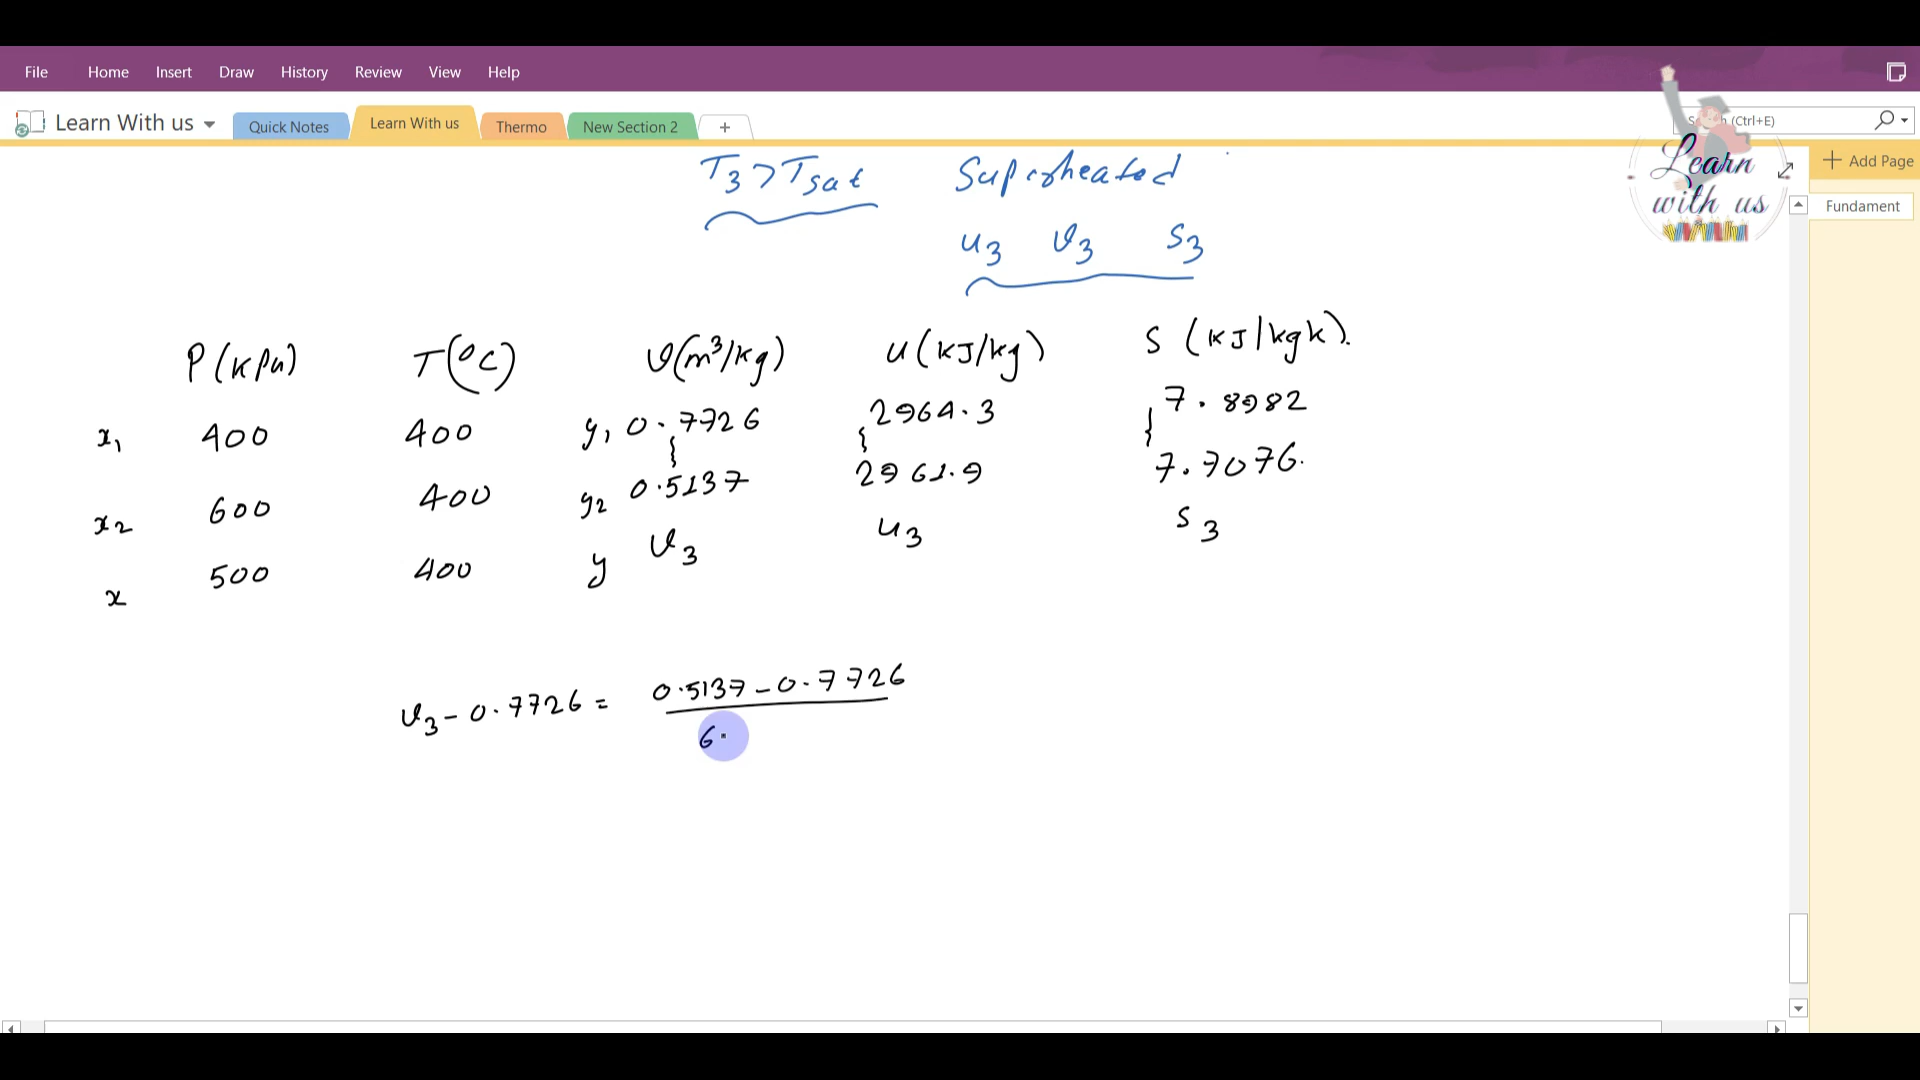 File Home Insert Draw History Review View Help
Learn With us Quick Notes Learn With us Thermo New Section 2 +
(Ctrl+E)
Learn with us
Add Page
Fundament
T3 > Tsat Superheated
u3 v3 s3
P(kPa) T(°C) v(m³/kg) u(kJ/kg) s (kJ/kgk).
x1 400 400 y1 0.7726 2964.3 7.8982
x2 600 400 y2 0.5137 2961.9 7.7076.
x 500 400 y v3 u3 s3
v3 - 0.7726 = 0.5137 - 0.7726
6